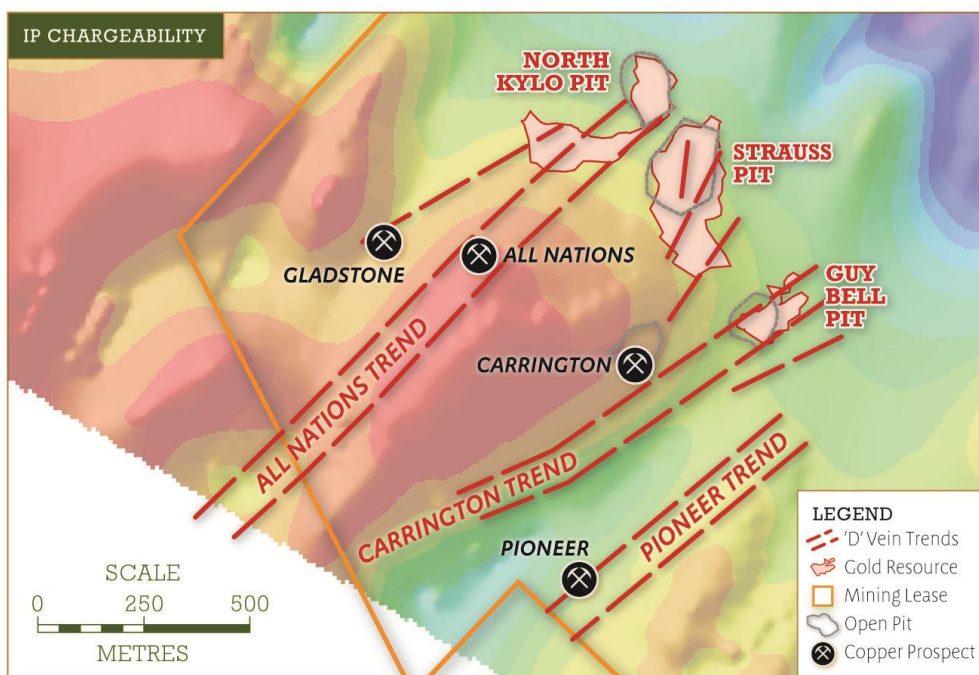 IP CHARGEABILITY
NORTH
KYLO PIT
STRAUSS
PIT
GLADSTONE
ALL NATIONS
GUY
BELL
PIT
CARRINGTON
ALL NATIONS TREND
CARRINGTON TREND
PIONEER TREND
PIONEER
SCALE
0 250 500
METRES
LEGEND
'D' Vein Trends
Gold Resource
Mining Lease
Open Pit
Copper Prospect